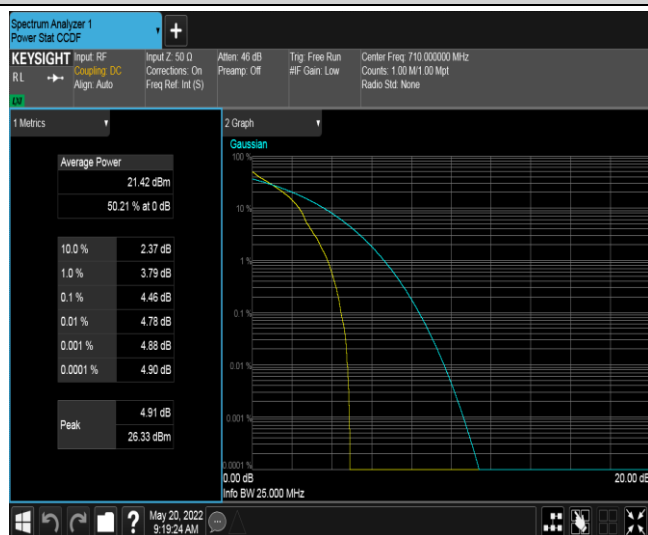 Spectrum Analyzer 1
Power Stat CCDF
+
KEYSIGHT
RL
LXI
Input: RF
Coupling: DC
Align: Auto
Input Z: 50 Ω
Corrections: On
Freq Ref: Int (S)
Atten: 46 dB
Preamp: Off
Trig: Free Run
#IF Gain: Low
Center Freq: 710.000000 MHz
Counts: 1.00 M/1.00 Mpt
Radio Std: None
1 Metrics
Average Power
21.42 dBm
50.21 % at 0 dB
10.0 % 2.37 dB
1.0 % 3.79 dB
0.1 % 4.46 dB
0.01 % 4.78 dB
0.001 % 4.88 dB
0.0001 % 4.90 dB
Peak
4.91 dB
26.33 dBm
2 Graph
Gaussian
100 %
10 %
1 %
0.1 %
0.01 %
0.001 %
0.0001 %
0.00 dB
20.00 dB
Info BW 25.000 MHz
?
May 20, 2022
9:19:24 AM